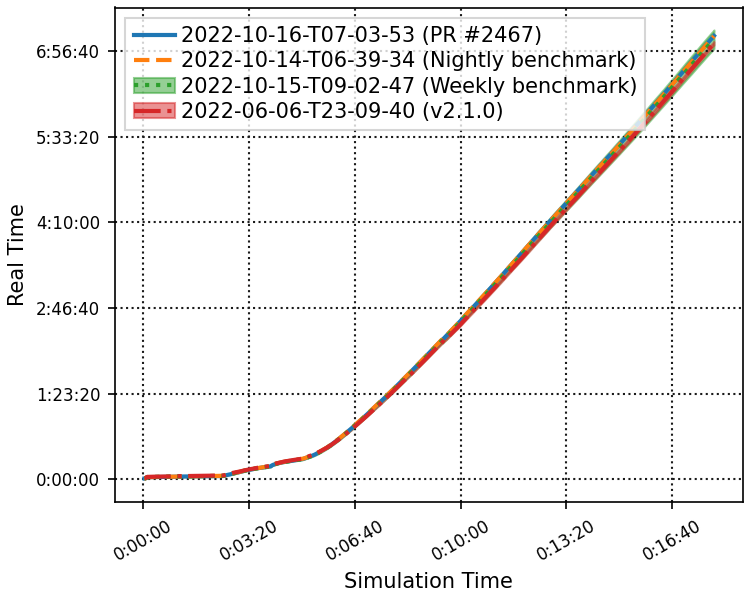 2022-10-16-T07-03-53 (PR #2467)
2022-10-14-T06-39-34 (Nightly benchmark)
2022-10-15-T09-02-47 (Weekly benchmark)
2022-06-06-T23-09-40 (v2.1.0)
Real Time
6:56:40
5:33:20
4:10:00
2:46:40
1:23:20
0:00:00
0:00:00
0:03:20
0:06:40
0:10:00
0:13:20
0:16:40
Simulation Time